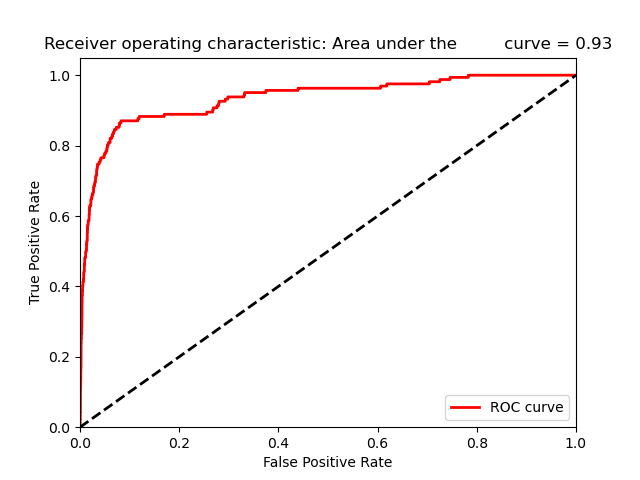 Receiver operating characteristic: Area under the         curve = 0.93
1.0
0.8
0.6
0.4
0.2
0.0
True Positive Rate
ROC curve
0.0 0.2 0.4 0.6 0.8 1.0
False Positive Rate